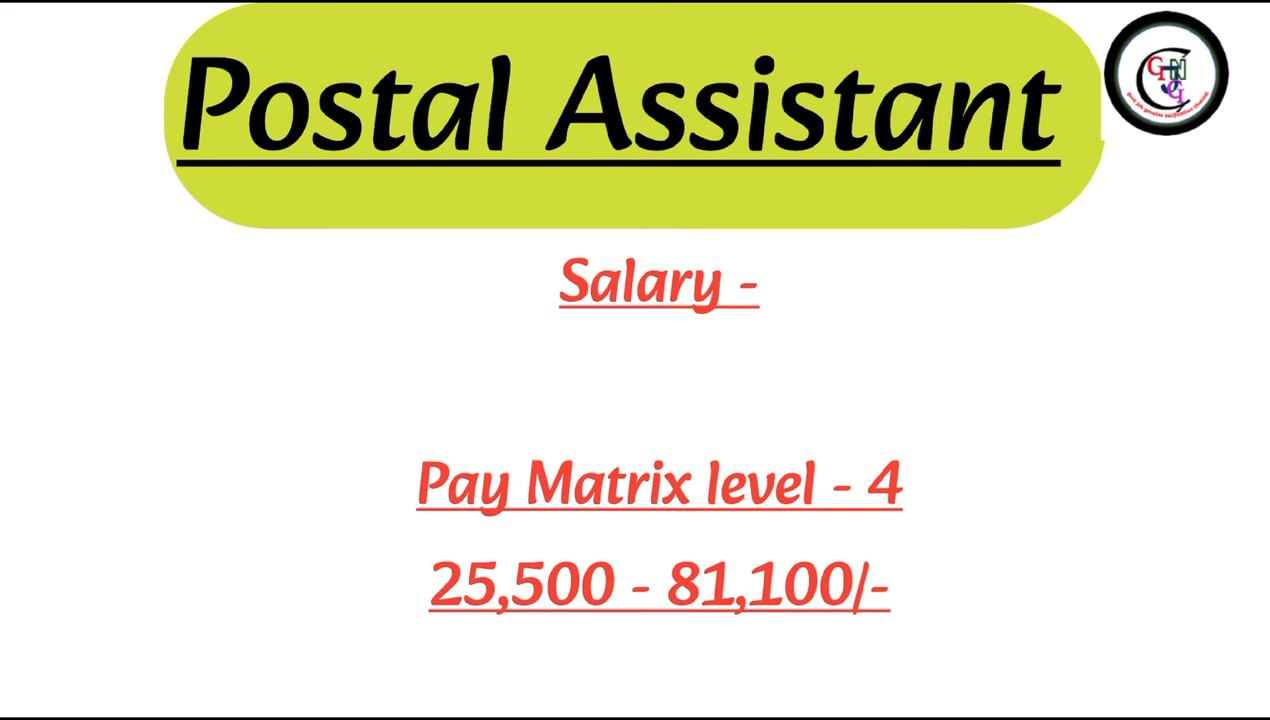 Postal Assistant
Salary -
Pay Matrix level - 4
25,500 - 81,100/-